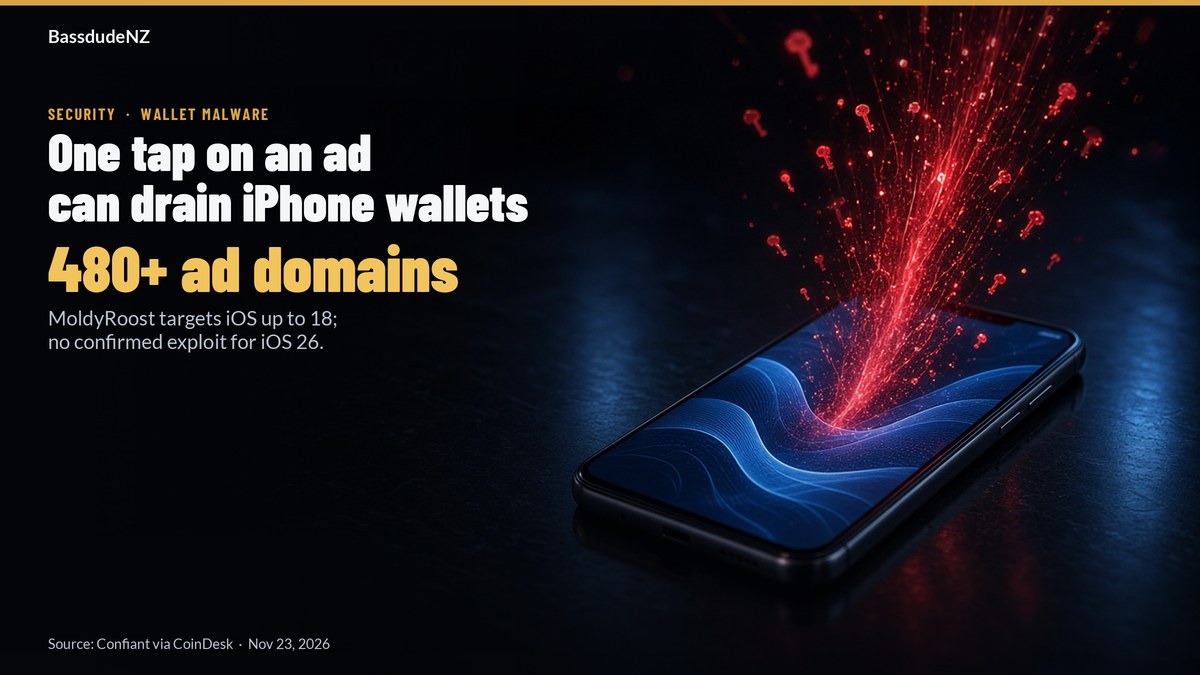 BassdudeNZ
SECURITY · WALLET MALWARE
One tap on an ad
can drain iPhone wallets
480+ ad domains
MoldyRoost targets iOS up to 18;
no confirmed exploit for iOS 26.
Source: Confiant via CoinDesk · Nov 23, 2026